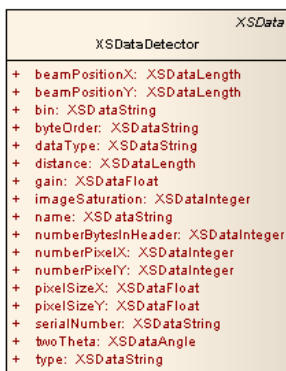 XSData
XSDataDetector
+ beamPositionX: XSDataLength
+ beamPositionY: XSDataLength
+ bin: XSDataString
+ byteOrder: XSDataString
+ dataType: XSDataString
+ distance: XSDataLength
+ gain: XSDataFloat
+ imageSaturation: XSDataInteger
+ name: XSDataString
+ numberBytesInHeader: XSDataInteger
+ numberPixelX: XSDataInteger
+ numberPixelY: XSDataInteger
+ pixelSizeX: XSDataFloat
+ pixelSizeY: XSDataFloat
+ serialNumber: XSDataString
+ twoTheta: XSDataAngle
+ type: XSDataString